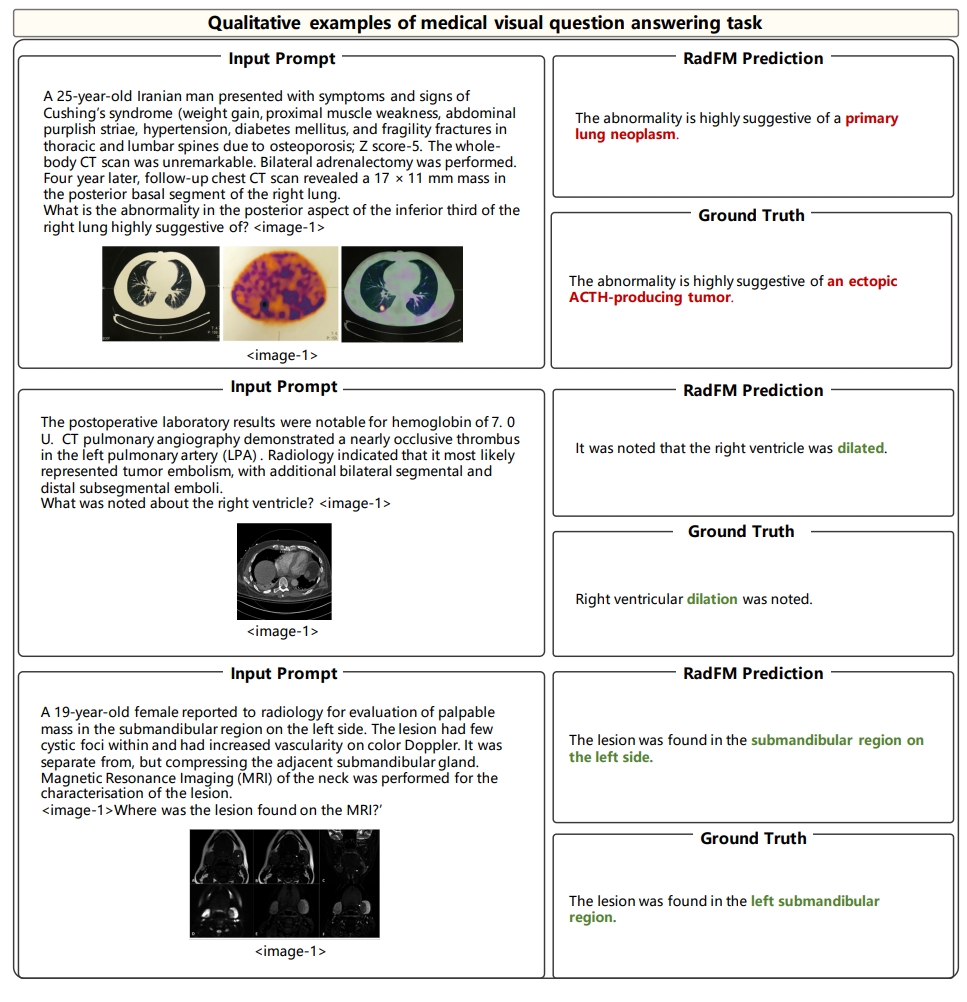 Qualitative examples of medical visual question answering task
Input Prompt
A 25-year-old Iranian man presented with symptoms and signs of
Cushing's syndrome (weight gain, proximal muscle weakness, abdominal
purplish striae, hypertension, diabetes mellitus, and fragility fractures in
thoracic and lumbar spines due to osteoporosis; Z score-5. The whole-
body CT scan was unremarkable. Bilateral adrenalectomy was performed.
Four year later, follow-up chest CT scan revealed a 17 × 11 mm mass in
the posterior basal segment of the right lung.
What is the abnormality in the posterior aspect of the inferior third of the
right lung highly suggestive of? <image-1>
<image-1>
RadFM Prediction
The abnormality is highly suggestive of a primary
lung neoplasm.
Ground Truth
The abnormality is highly suggestive of an ectopic
ACTH-producing tumor.
Input Prompt
The postoperative laboratory results were notable for hemoglobin of 7. 0
U. CT pulmonary angiography demonstrated a nearly occlusive thrombus
in the left pulmonary artery (LPA) . Radiology indicated that it most likely
represented tumor embolism, with additional bilateral segmental and
distal subsegmental emboli.
What was noted about the right ventricle? <image-1>
<image-1>
RadFM Prediction
It was noted that the right ventricle was dilated.
Ground Truth
Right ventricular dilation was noted.
Input Prompt
A 19-year-old female reported to radiology for evaluation of palpable
mass in the submandibular region on the left side. The lesion had few
cystic foci within and had increased vascularity on color Doppler. It was
separate from, but compressing the adjacent submandibular gland.
Magnetic Resonance Imaging (MRI) of the neck was performed for the
characterisation of the lesion.
<image-1>Where was the lesion found on the MRI?'
<image-1>
RadFM Prediction
The lesion was found in the submandibular region on
the left side.
Ground Truth
The lesion was found in the left submandibular
region.